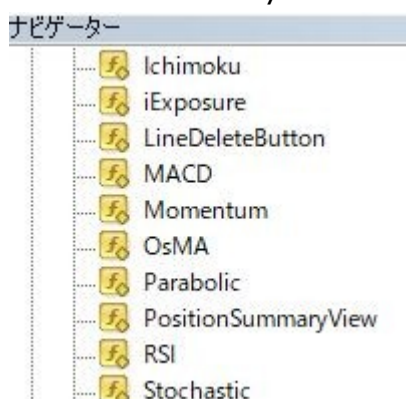 ナビゲーター
Ichimoku
iExposure
LineDeleteButton
MACD
Momentum
OsMA
Parabolic
PositionSummaryView
RSI
Stochastic